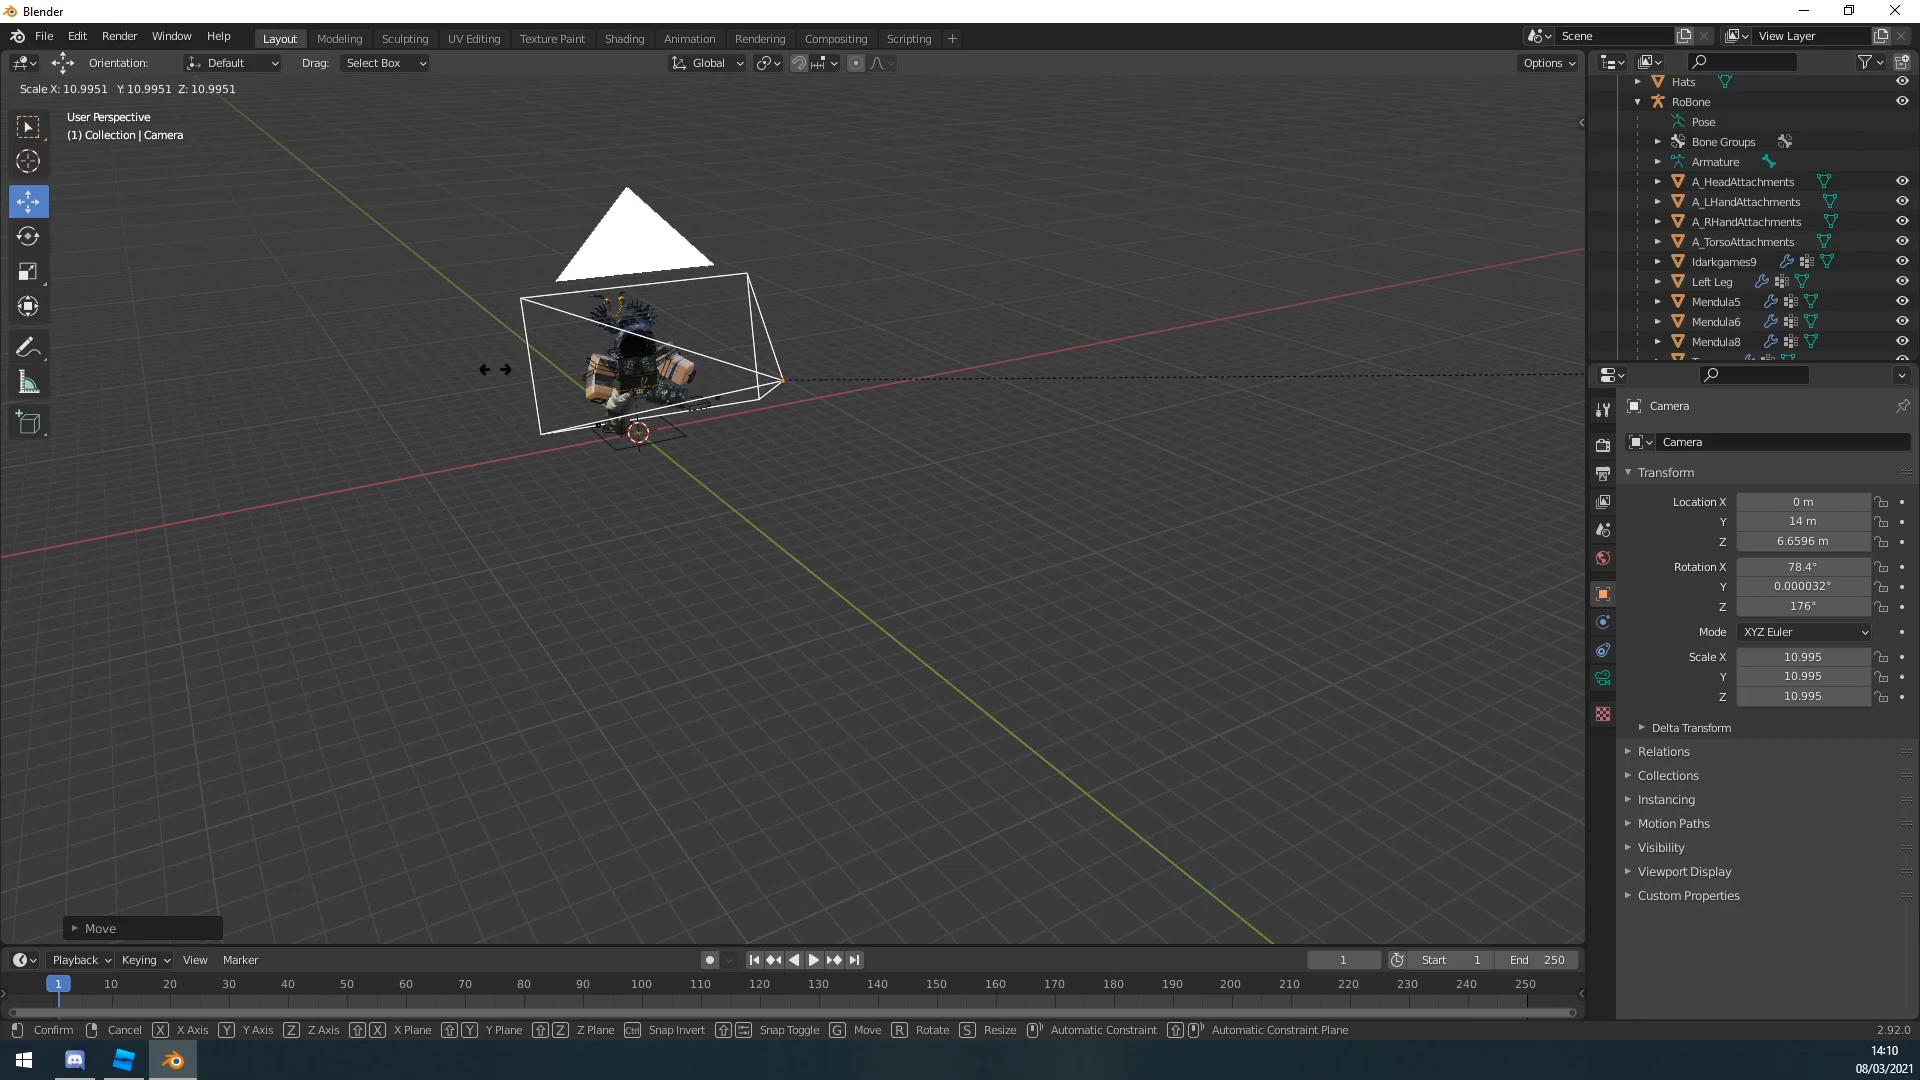 Blender
File Edit Render Window Help
Layout Modeling Sculpting UV Editing Texture Paint Shading Animation Rendering Compositing Scripting
Scene
View Layer
Orientation: Default Drag: Select Box Global Options
Scale X: 10.9951 Y: 10.9951 Z: 10.9951
User Perspective
(1) Collection | Camera
Hats
RoBone
Pose
Bone Groups
Armature
A_HeadAttachments
A_LHandAttachments
A_RHandAttachments
A_TorsoAttachments
Idarkgames9
Left Leg
Mendula5
Mendula6
Mendula8
Camera
Camera
Transform
Location X 0 m
Y 14 m
Z 6.6596 m
Rotation X 78.4°
Y 0.000032°
Z 176°
Mode XYZ Euler
Scale X 10.995
Y 10.995
Z 10.995
Delta Transform
Relations
Collections
Instancing
Motion Paths
Visibility
Viewport Display
Custom Properties
Move
Playback Keying View Marker
1 Start 1 End 250
1 10 20 30 40 50 60 70 80 90 100 110 120 130 140 150 160 170 180 190 200 210 220 230 240 250
Confirm Cancel X X Axis Y Y Axis Z Z Axis X X Plane Y Y Plane Z Z Plane Ctrl Snap Invert Snap Toggle G Move R Rotate S Resize Automatic Constraint Automatic Constraint Plane 2.92.0
14:10
08/03/2021